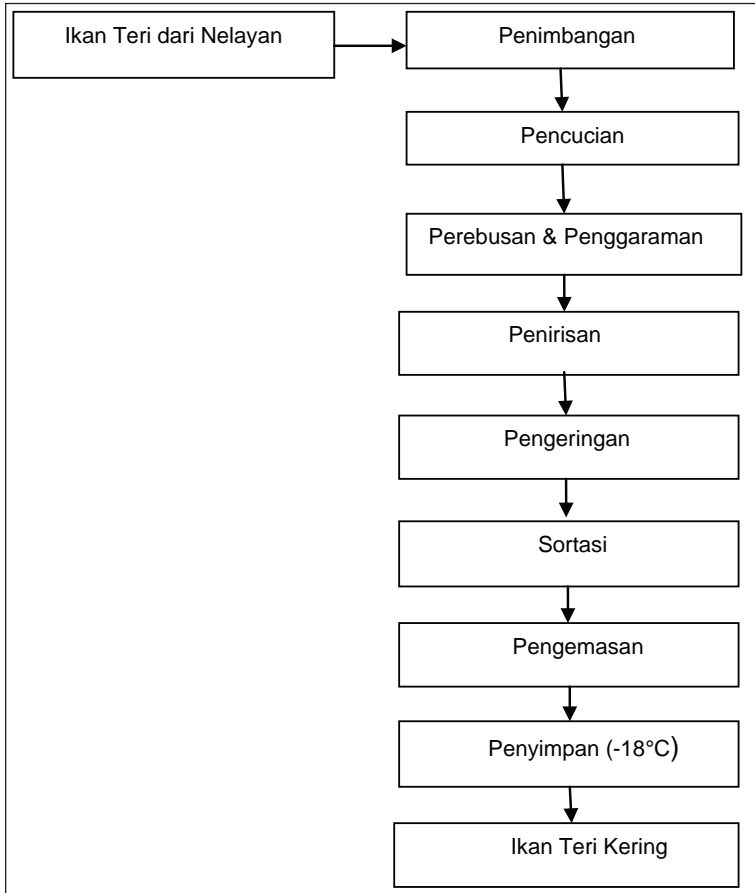 Ikan Teri dari Nelayan
Penimbangan
Pencucian
Perebusan & Penggaraman
Penirisan
Pengeringan
Sortasi
Pengemasan
Penyimpan (-18°C)
Ikan Teri Kering